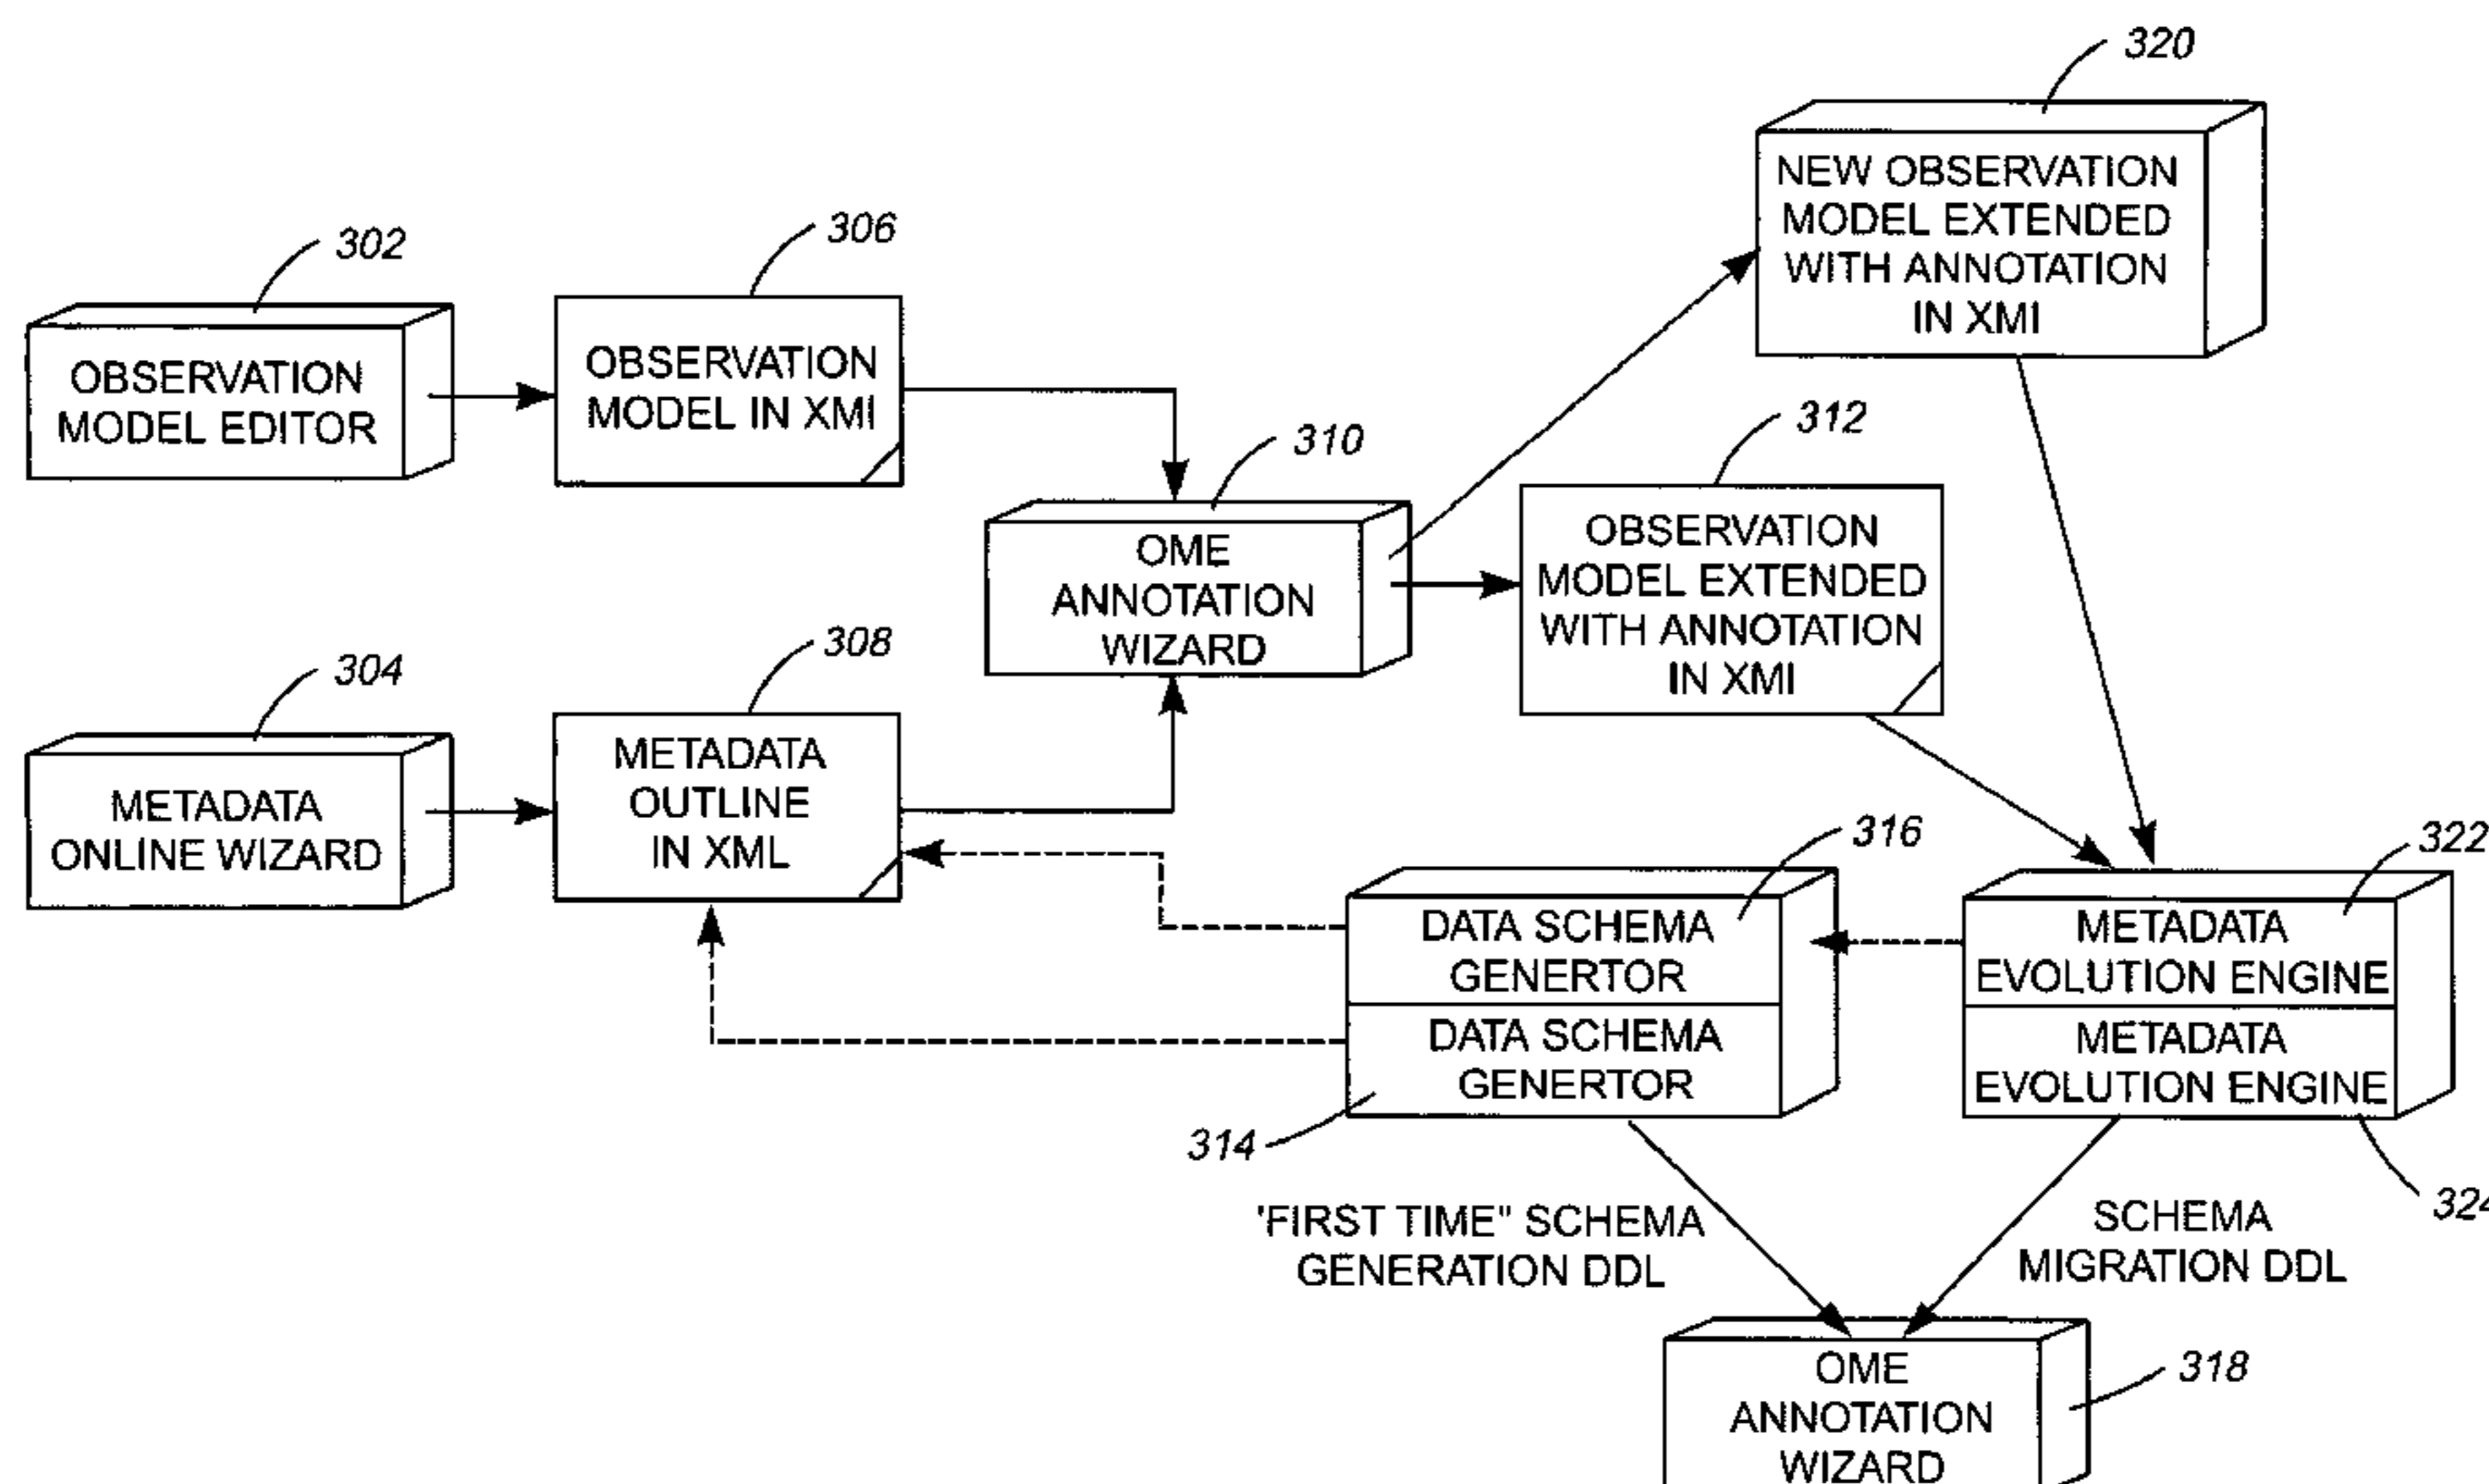 320
NEW OBSERVATION
MODEL EXTENDED
WITH ANNOTATION
IN XMI
302
OBSERVATION
MODEL EDITOR
306
OBSERVATION
MODEL IN XMI
310
OME
ANNOTATION
WIZARD
312
OBSERVATION
MODEL EXTENDED
WITH ANNOTATION
IN XMI
304
METADATA
ONLINE WIZARD
308
METADATA
OUTLINE
IN XML
316
DATA SCHEMA
GENERTOR
DATA SCHEMA
GENERTOR
314
322
METADATA
EVOLUTION ENGINE
METADATA
EVOLUTION ENGINE
324
'FIRST TIME" SCHEMA
GENERATION DDL
SCHEMA
MIGRATION DDL
OME
ANNOTATION
WIZARD
318